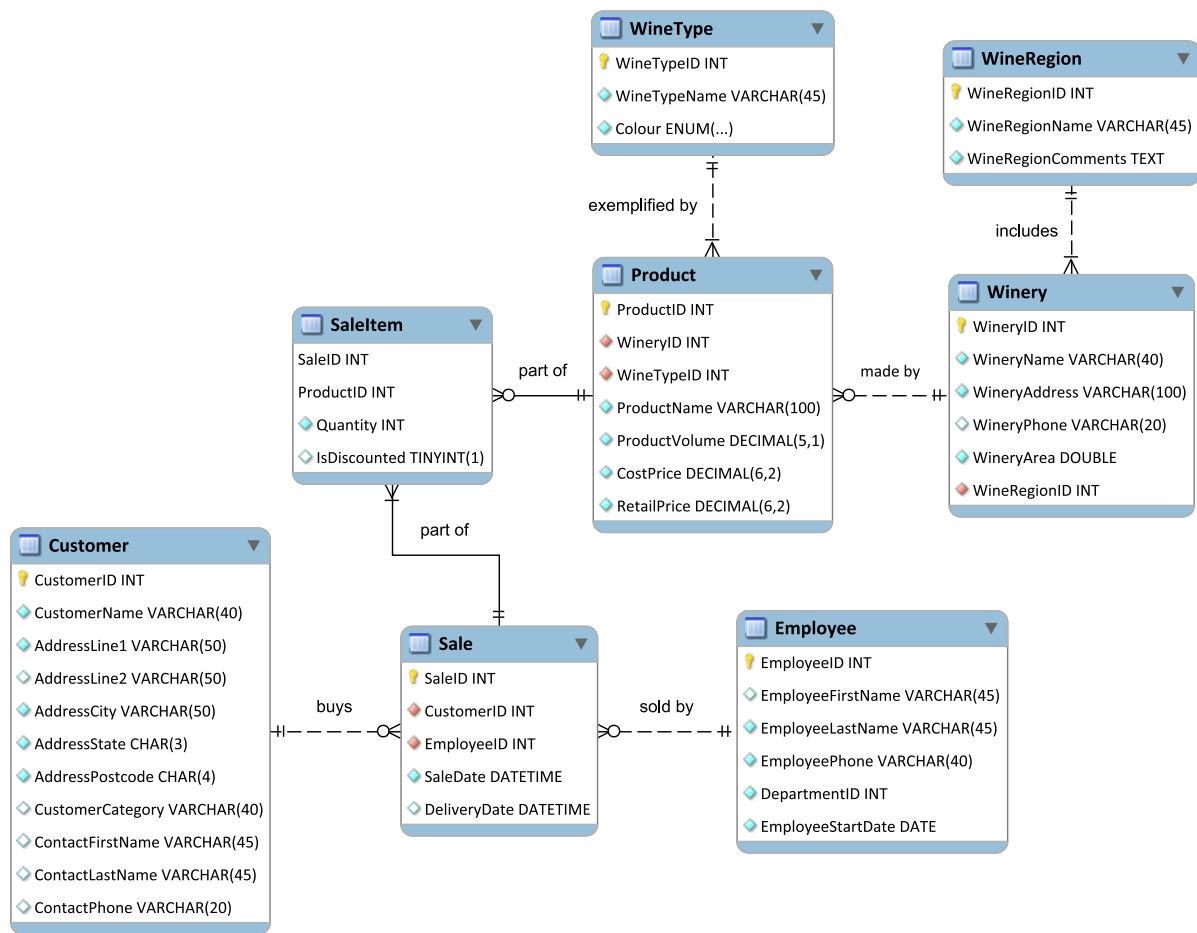 WineType
WineTypeID INT
WineTypeName VARCHAR(45)
Colour ENUM(...)
WineRegion
WineRegionID INT
WineRegionName VARCHAR(45)
WineRegionComments TEXT
exemplified by
includes
Product
ProductID INT
WineryID INT
WineTypeID INT
ProductName VARCHAR(100)
ProductVolume DECIMAL(5,1)
CostPrice DECIMAL(6,2)
RetailPrice DECIMAL(6,2)
Winery
WineryID INT
WineryName VARCHAR(40)
WineryAddress VARCHAR(100)
WineryPhone VARCHAR(20)
WineryArea DOUBLE
WineRegionID INT
SaleItem
SaleID INT
ProductID INT
Quantity INT
IsDiscounted TINYINT(1)
part of
made by
part of
Customer
CustomerID INT
CustomerName VARCHAR(40)
AddressLine1 VARCHAR(50)
AddressLine2 VARCHAR(50)
AddressCity VARCHAR(50)
AddressState CHAR(3)
AddressPostcode CHAR(4)
CustomerCategory VARCHAR(40)
ContactFirstName VARCHAR(45)
ContactLastName VARCHAR(45)
ContactPhone VARCHAR(20)
buys
Sale
SaleID INT
CustomerID INT
EmployeeID INT
SaleDate DATETIME
DeliveryDate DATETIME
sold by
Employee
EmployeeID INT
EmployeeFirstName VARCHAR(45)
EmployeeLastName VARCHAR(45)
EmployeePhone VARCHAR(40)
DepartmentID INT
EmployeeStartDate DATE